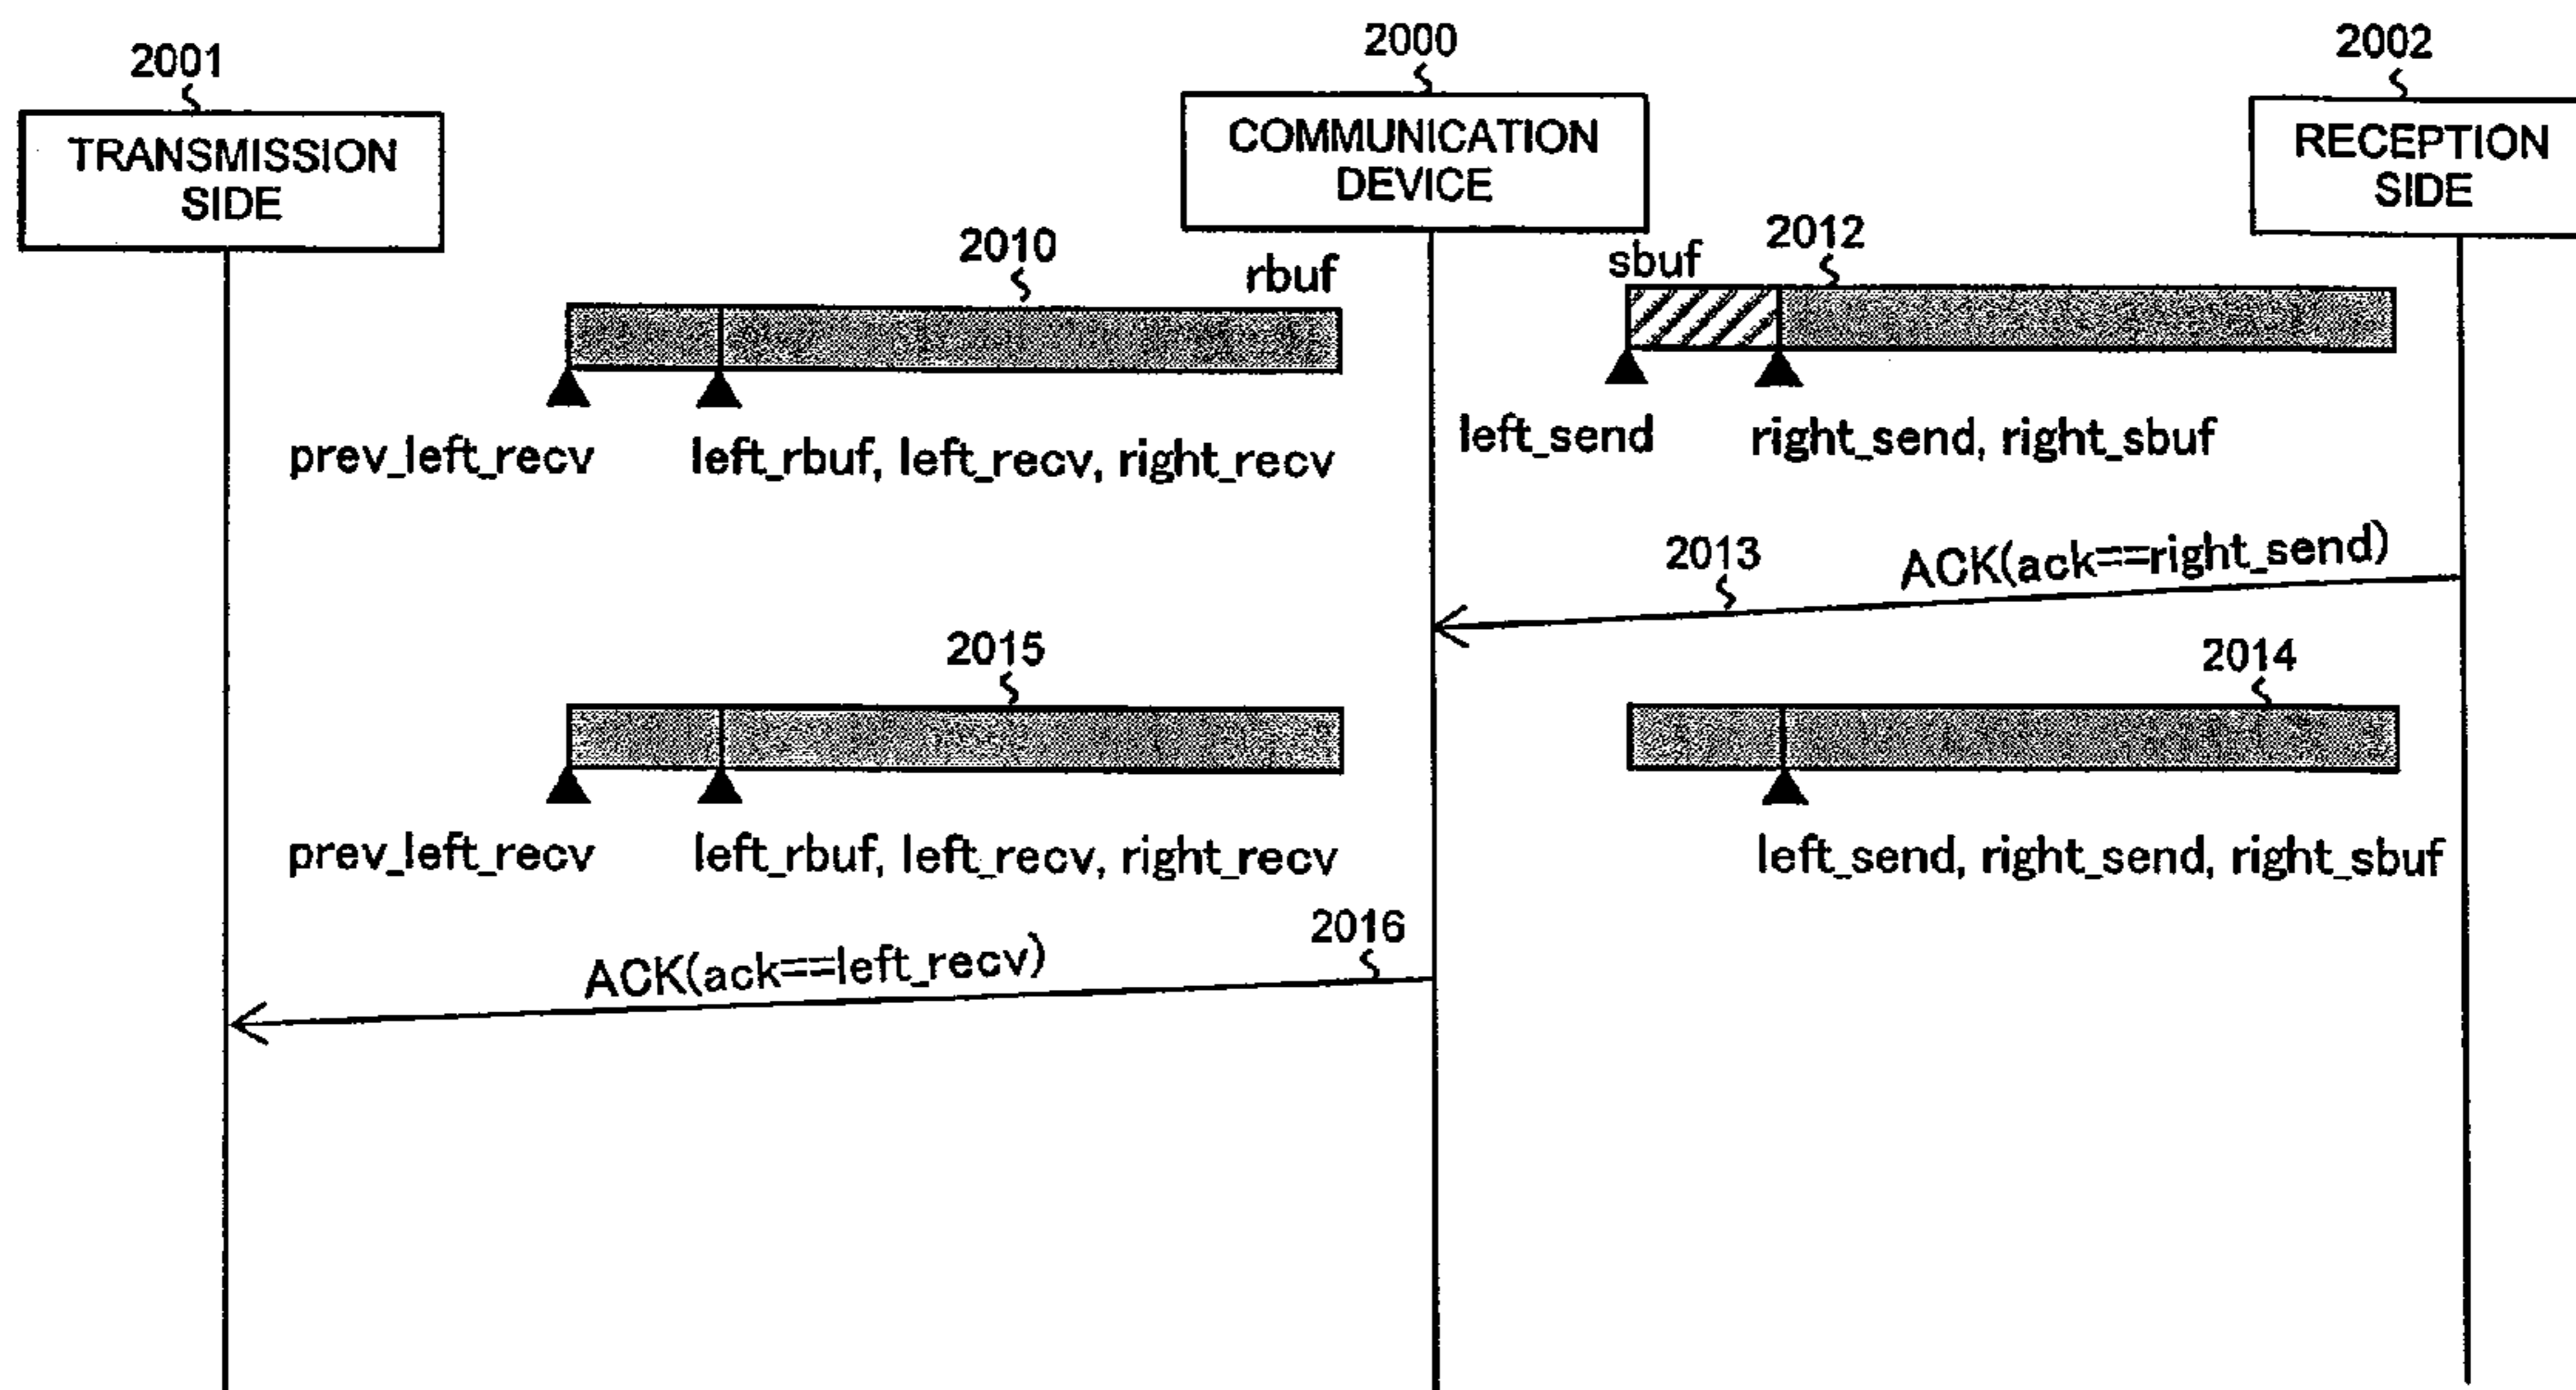 2001
2000
2002
TRANSMISSION
SIDE
COMMUNICATION
DEVICE
RECEPTION
SIDE
2010
rbuf
sbuf
2012
prev_left_recv
left_rbuf, left_recv, right_recv
left_send
right_send, right_sbuf
2013
ACK(ack==right_send)
2015
2014
prev_left_recv
left_rbuf, left_recv, right_recv
left_send, right_send, right_sbuf
2016
ACK(ack==left_recv)